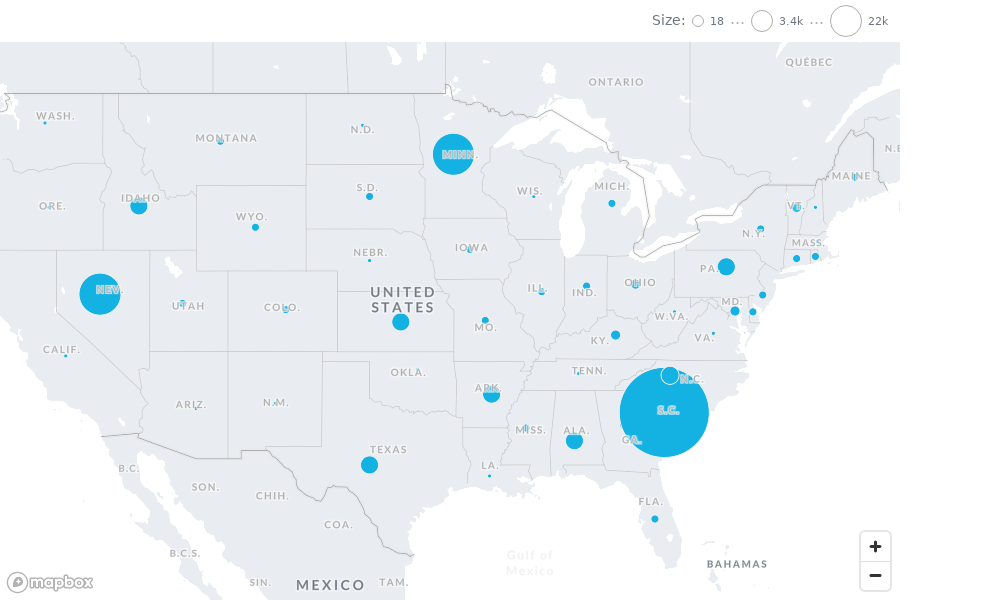 Size: 18 ... 3.4k ... 22k
QUÉBEC
ONTARIO
WASH.
MONTANA
N.D.
MINN.
N.B
MAINE
ORE.
IDAHO
S.D.
WIS.
MICH.
VT.
WYO.
N.Y.
MASS.
NEBR.
IOWA
PA.
NEV.
UTAH
COLO.
UNITED
STATES
ILL.
IND.
OHIO
MD.
W.VA.
MO.
KY.
VA.
CALIF.
OKLA.
TENN.
N.C.
ARIZ.
N.M.
ARK.
S.C.
MISS.
ALA.
GA.
TEXAS
LA.
B.C.
SON.
CHIH.
COA.
FLA.
B.C.S.
Gulf of
Mexico
BAHAMAS
SIN.
MEXICO
TAM.
mapbox
+
−